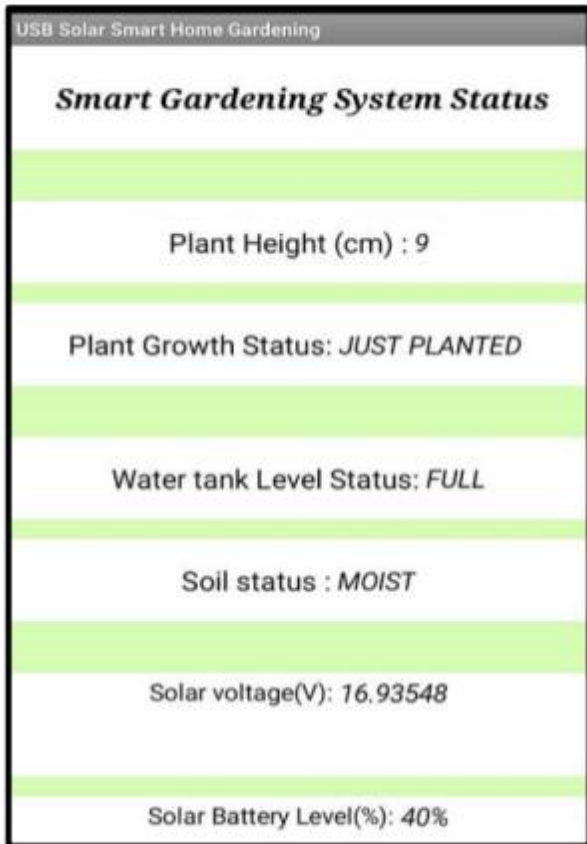 USB Solar Smart Home Gardening
Smart Gardening System Status
Plant Height (cm) : 9
Plant Growth Status: JUST PLANTED
Water tank Level Status: FULL
Soil status : MOIST
Solar voltage(V): 16.93548
Solar Battery Level(%): 40%